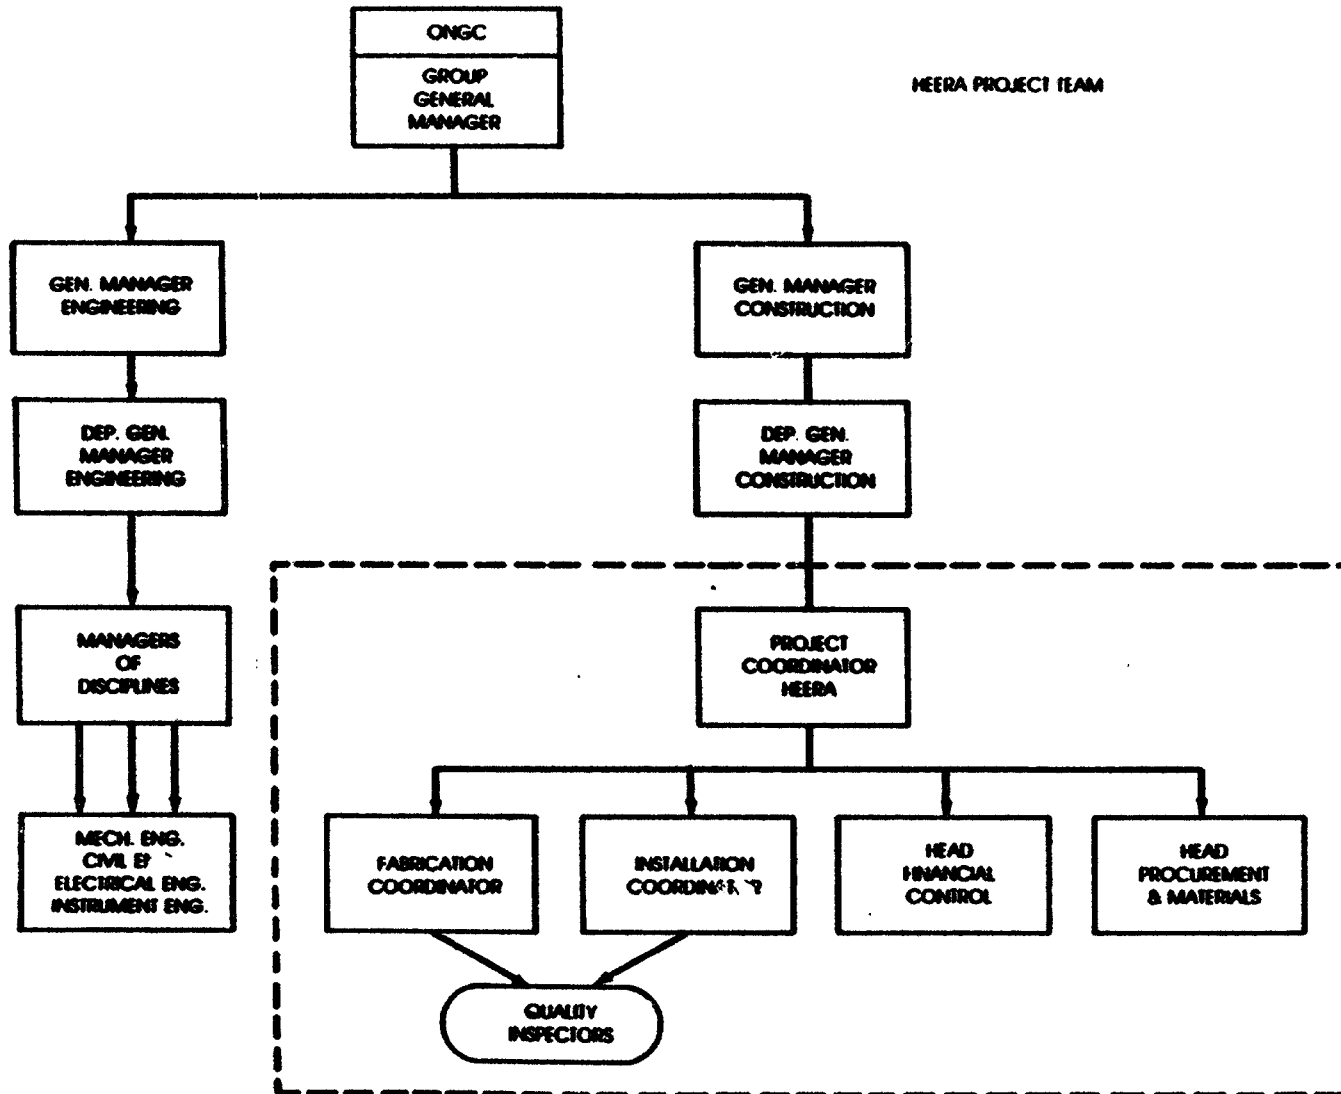 ONGC
GROUP
GENERAL
MANAGER
HEERA PROJECT TEAM
GEN. MANAGER
ENGINEERING
GEN. MANAGER
CONSTRUCTION
DEP. GEN.
MANAGER
ENGINEERING
DEP. GEN.
MANAGER
CONSTRUCTION
MANAGERS
OF
DISCIPLINES
PROJECT
COORDINATOR
HEERA
MECH. ENG.
CIVIL
ELECTRICAL ENG.
INSTRUMENT ENG.
FABRICATION
COORDINATOR
INSTALLATION
HEAD
FINANCIAL
CONTROL
HEAD
PROCUREMENT
& MATERIALS
QUALITY
INSPECTORS